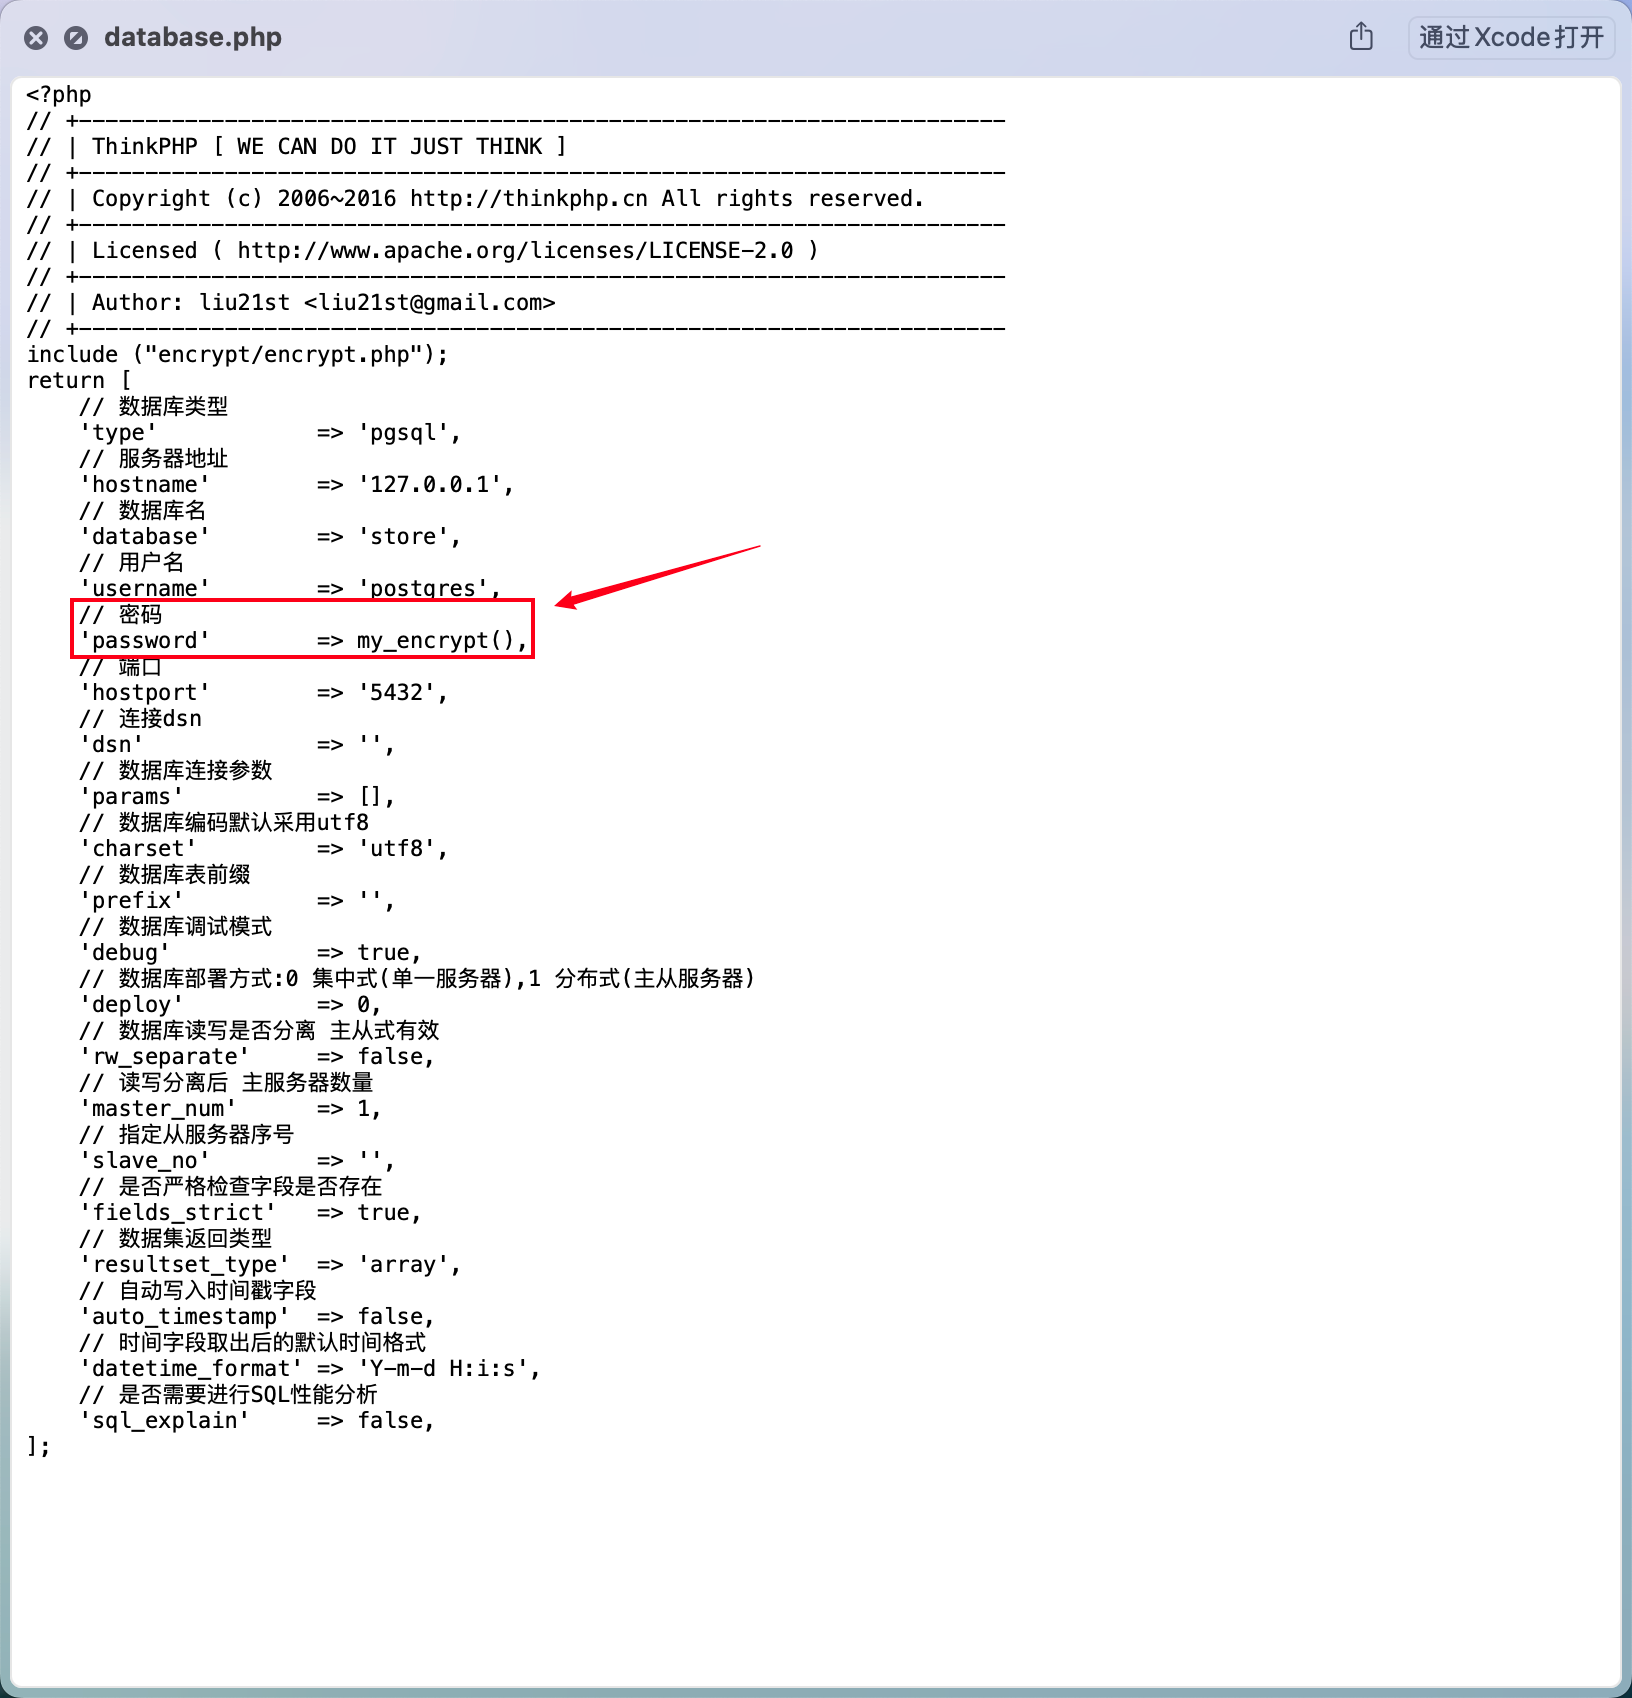 database.php
通过Xcode打开
<?php
// +----------------------------------------------------------------------
// | ThinkPHP [ WE CAN DO IT JUST THINK ]
// +----------------------------------------------------------------------
// | Copyright (c) 2006~2016 http://thinkphp.cn All rights reserved.
// +----------------------------------------------------------------------
// | Licensed ( http://www.apache.org/licenses/LICENSE-2.0 )
// +----------------------------------------------------------------------
// | Author: liu21st <liu21st@gmail.com>
// +----------------------------------------------------------------------
include ("encrypt/encrypt.php");
return [
    // 数据库类型
    'type'            => 'pgsql',
    // 服务器地址
    'hostname'        => '127.0.0.1',
    // 数据库名
    'database'        => 'store',
    // 用户名
    'username'        => 'postgres',
    // 密码
    'password'        => my_encrypt(),
    // 端口
    'hostport'        => '5432',
    // 连接dsn
    'dsn'             => '',
    // 数据库连接参数
    'params'          => [],
    // 数据库编码默认采用utf8
    'charset'         => 'utf8',
    // 数据库表前缀
    'prefix'          => '',
    // 数据库调试模式
    'debug'           => true,
    // 数据库部署方式:0 集中式(单一服务器),1 分布式(主从服务器)
    'deploy'          => 0,
    // 数据库读写是否分离 主从式有效
    'rw_separate'     => false,
    // 读写分离后 主服务器数量
    'master_num'      => 1,
    // 指定从服务器序号
    'slave_no'        => '',
    // 是否严格检查字段是否存在
    'fields_strict'   => true,
    // 数据集返回类型
    'resultset_type'  => 'array',
    // 自动写入时间戳字段
    'auto_timestamp'  => false,
    // 时间字段取出后的默认时间格式
    'datetime_format' => 'Y-m-d H:i:s',
    // 是否需要进行SQL性能分析
    'sql_explain'     => false,
];